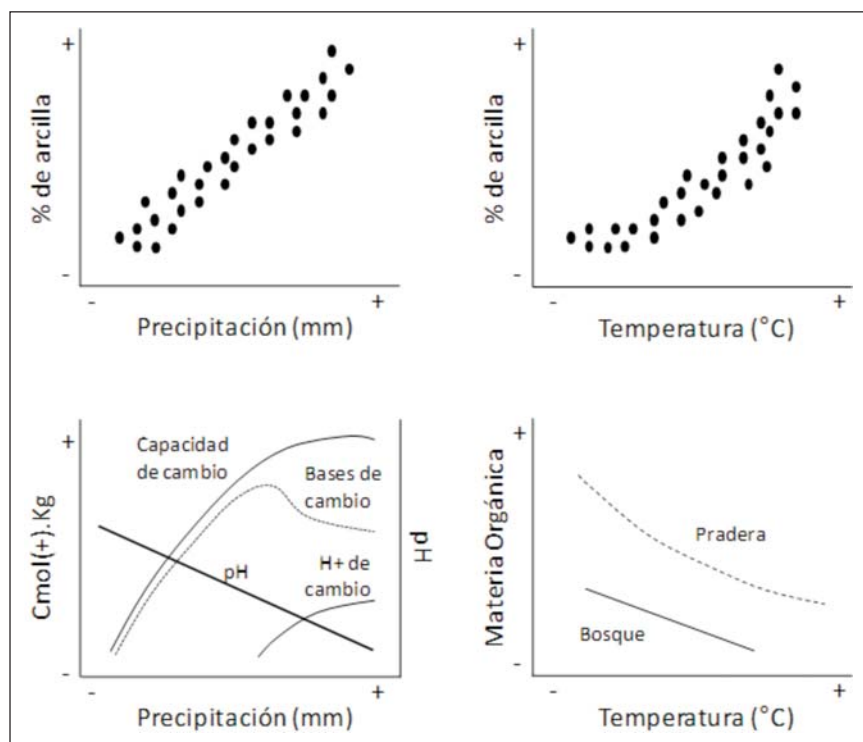 +
% de arcilla
-
-
+
Precipitación (mm)
+
% de arcilla
-
-
+
Temperatura (°C)
+
Cmol(+).Kg
-
Capacidad
de cambio
Bases de
cambio
pH
H+ de
cambio
pH
-
+
Precipitación (mm)
+
Materia Orgánica
-
Pradera
Bosque
-
+
Temperatura (°C)